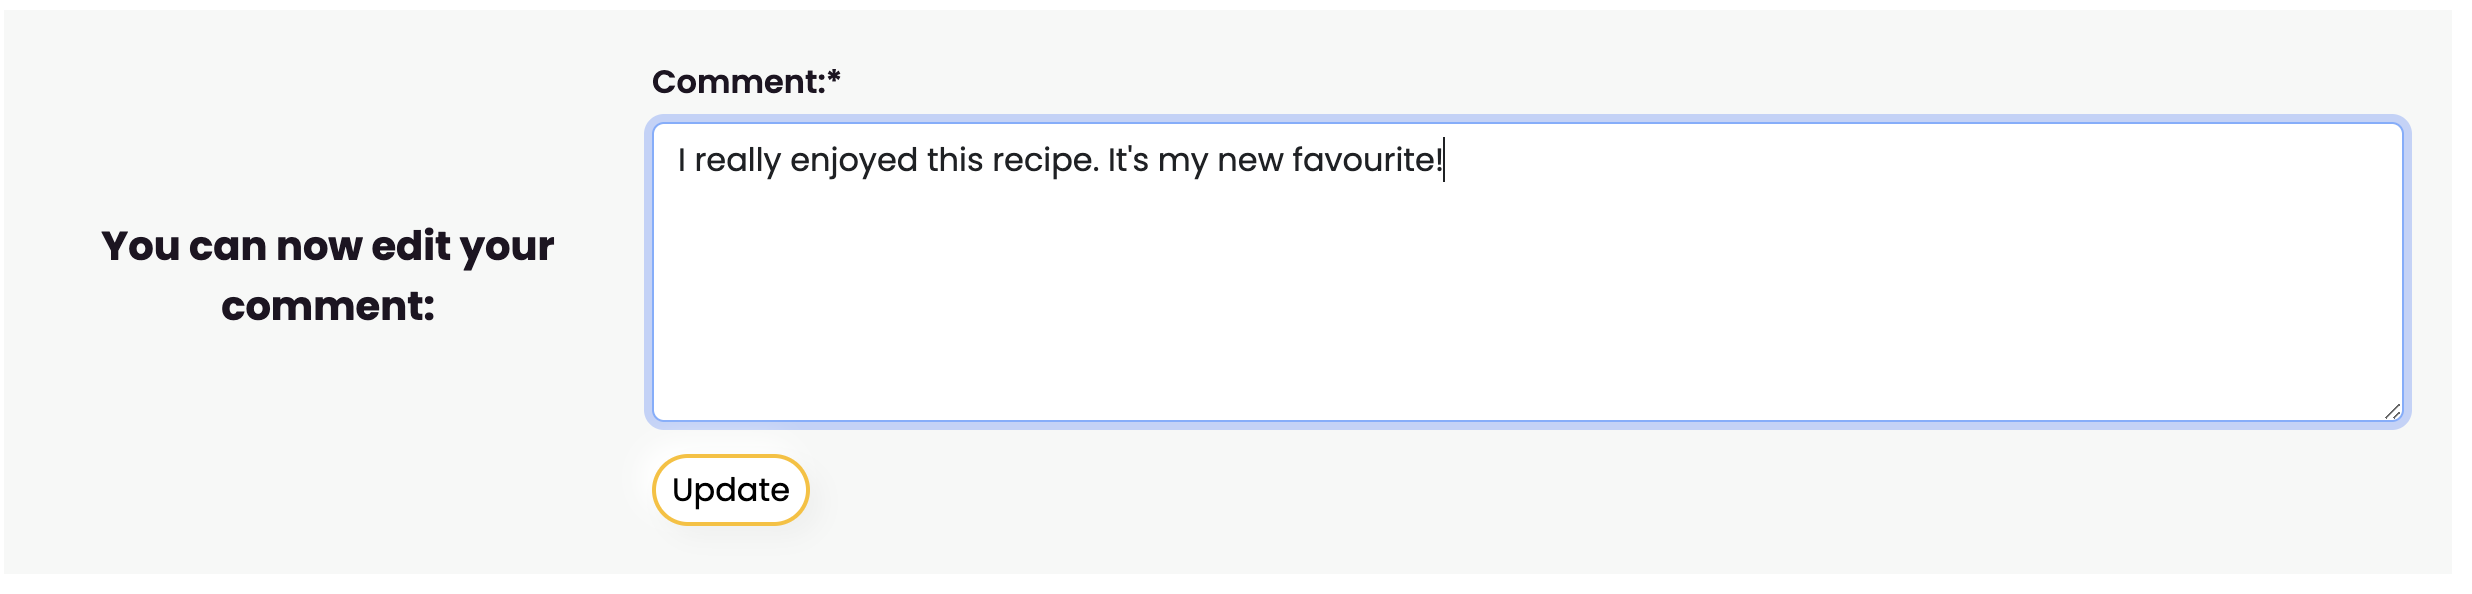 Comment:*
I really enjoyed this recipe. It's my new favourite!
You can now edit your
comment:
Update